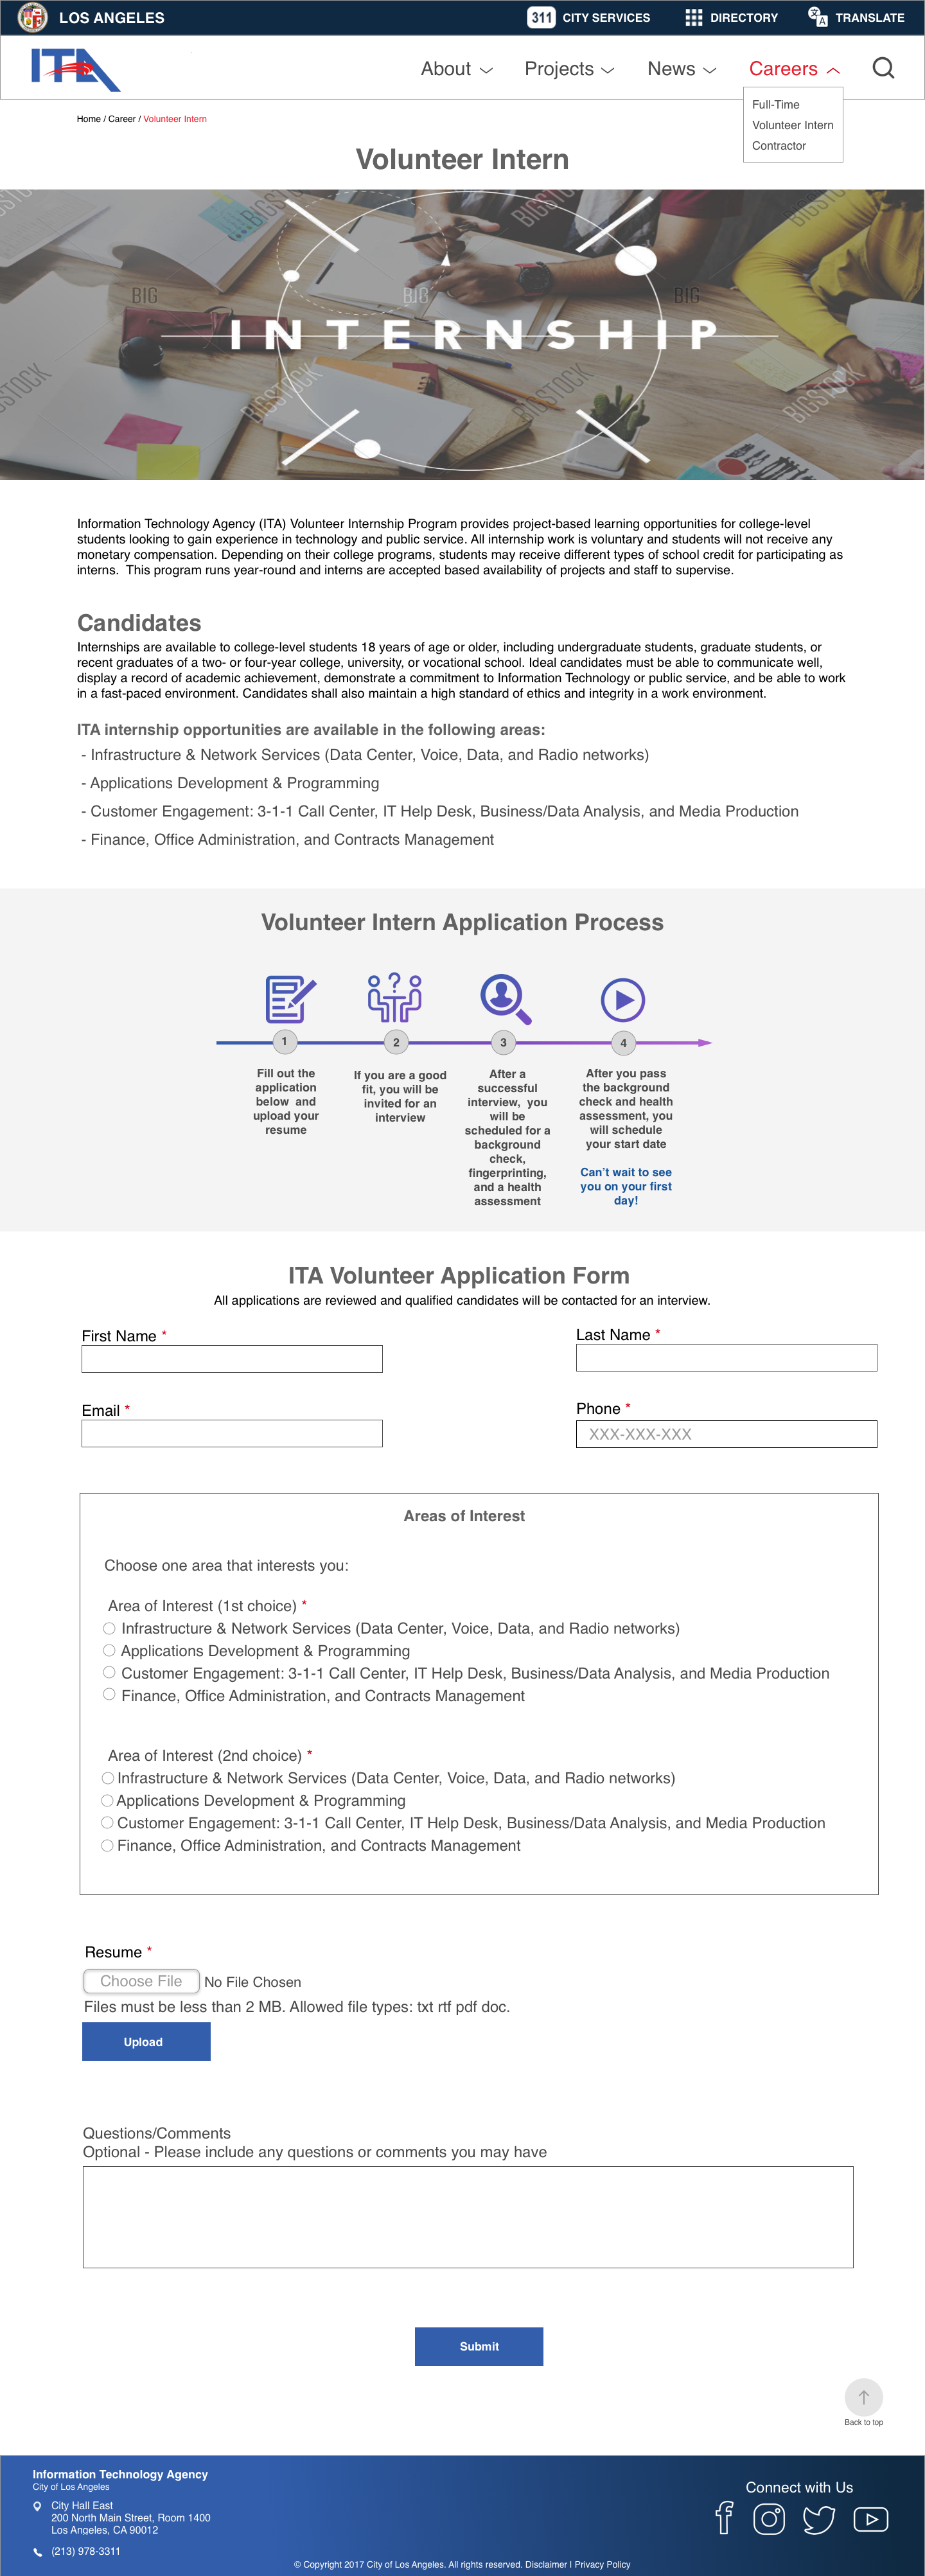 LOS ANGELES
311 CITY SERVICES
DIRECTORY
TRANSLATE
ITA
About
Projects
News
Careers
Full-Time
Volunteer Intern
Contractor
Home / Career / Volunteer Intern
Volunteer Intern
BIGSTOCK
BIGSTOCK
BIGSTOCK
BIG
BIG
BIG
INTERNSHIP
BIGSTOCK
BIGSTOCK
BIGSTOCK
BIGSTOCK
Information Technology Agency (ITA) Volunteer Internship Program provides project-based learning opportunities for college-level
students looking to gain experience in technology and public service. All internship work is voluntary and students will not receive any
monetary compensation. Depending on their college programs, students may receive different types of school credit for participating as
interns.  This program runs year-round and interns are accepted based availability of projects and staff to supervise.
Candidates
Internships are available to college-level students 18 years of age or older, including undergraduate students, graduate students, or
recent graduates of a two- or four-year college, university, or vocational school. Ideal candidates must be able to communicate well,
display a record of academic achievement, demonstrate a commitment to Information Technology or public service, and be able to work
in a fast-paced environment. Candidates shall also maintain a high standard of ethics and integrity in a work environment.
ITA internship opportunities are available in the following areas:
- Infrastructure & Network Services (Data Center, Voice, Data, and Radio networks)
- Applications Development & Programming
- Customer Engagement: 3-1-1 Call Center, IT Help Desk, Business/Data Analysis, and Media Production
- Finance, Office Administration, and Contracts Management
Volunteer Intern Application Process
1
Fill out the
application
below  and
upload your
resume
2
If you are a good
fit, you will be
invited for an
interview
3
After a
successful
interview,  you
will be
scheduled for a
background
check,
fingerprinting,
and a health
assessment
4
After you pass
the background
check and health
assessment, you
will schedule
your start date
Can't wait to see
you on your first
day!
ITA Volunteer Application Form
All applications are reviewed and qualified candidates will be contacted for an interview.
First Name *
Last Name *
Email *
Phone *
XXX-XXX-XXX
Areas of Interest
Choose one area that interests you:
Area of Interest (1st choice) *
Infrastructure & Network Services (Data Center, Voice, Data, and Radio networks)
Applications Development & Programming
Customer Engagement: 3-1-1 Call Center, IT Help Desk, Business/Data Analysis, and Media Production
Finance, Office Administration, and Contracts Management
Area of Interest (2nd choice) *
Infrastructure & Network Services (Data Center, Voice, Data, and Radio networks)
Applications Development & Programming
Customer Engagement: 3-1-1 Call Center, IT Help Desk, Business/Data Analysis, and Media Production
Finance, Office Administration, and Contracts Management
Resume *
Choose File No File Chosen
Files must be less than 2 MB. Allowed file types: txt rtf pdf doc.
Upload
Questions/Comments
Optional - Please include any questions or comments you may have
Submit
Back to top
Information Technology Agency
City of Los Angeles
City Hall East
200 North Main Street, Room 1400
Los Angeles, CA 90012
(213) 978-3311
Connect with Us
© Copyright 2017 City of Los Angeles. All rights reserved. Disclaimer | Privacy Policy